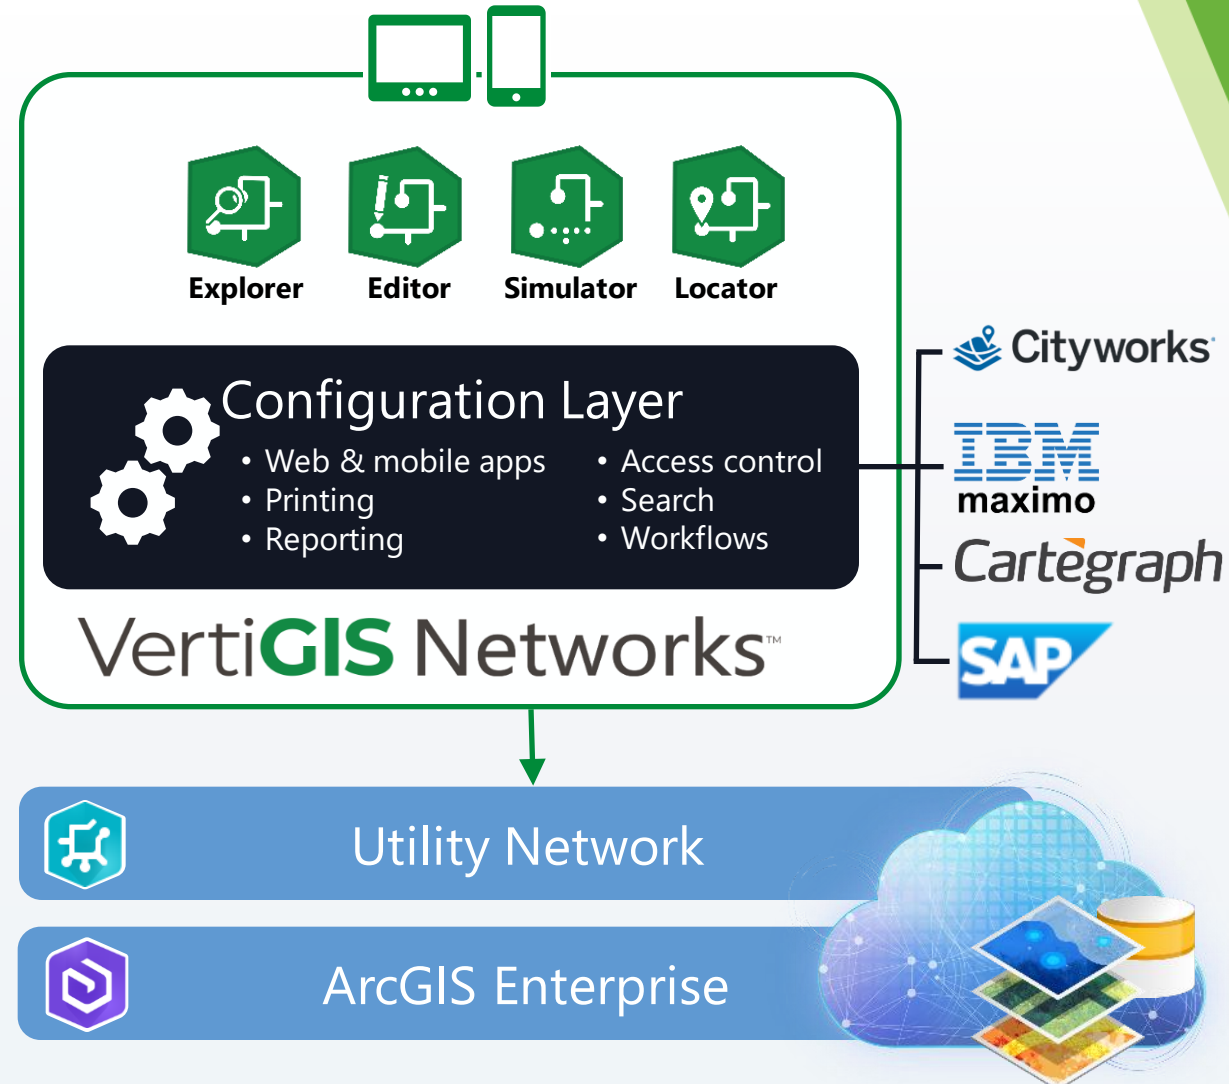 Explorer Editor Simulator Locator
Configuration Layer
• Web & mobile apps
• Printing
• Reporting
• Access control
• Search
• Workflows
VertiGIS Networks™
Cityworks
IBM
maximo
Cartegraph
SAP
Utility Network
ArcGIS Enterprise